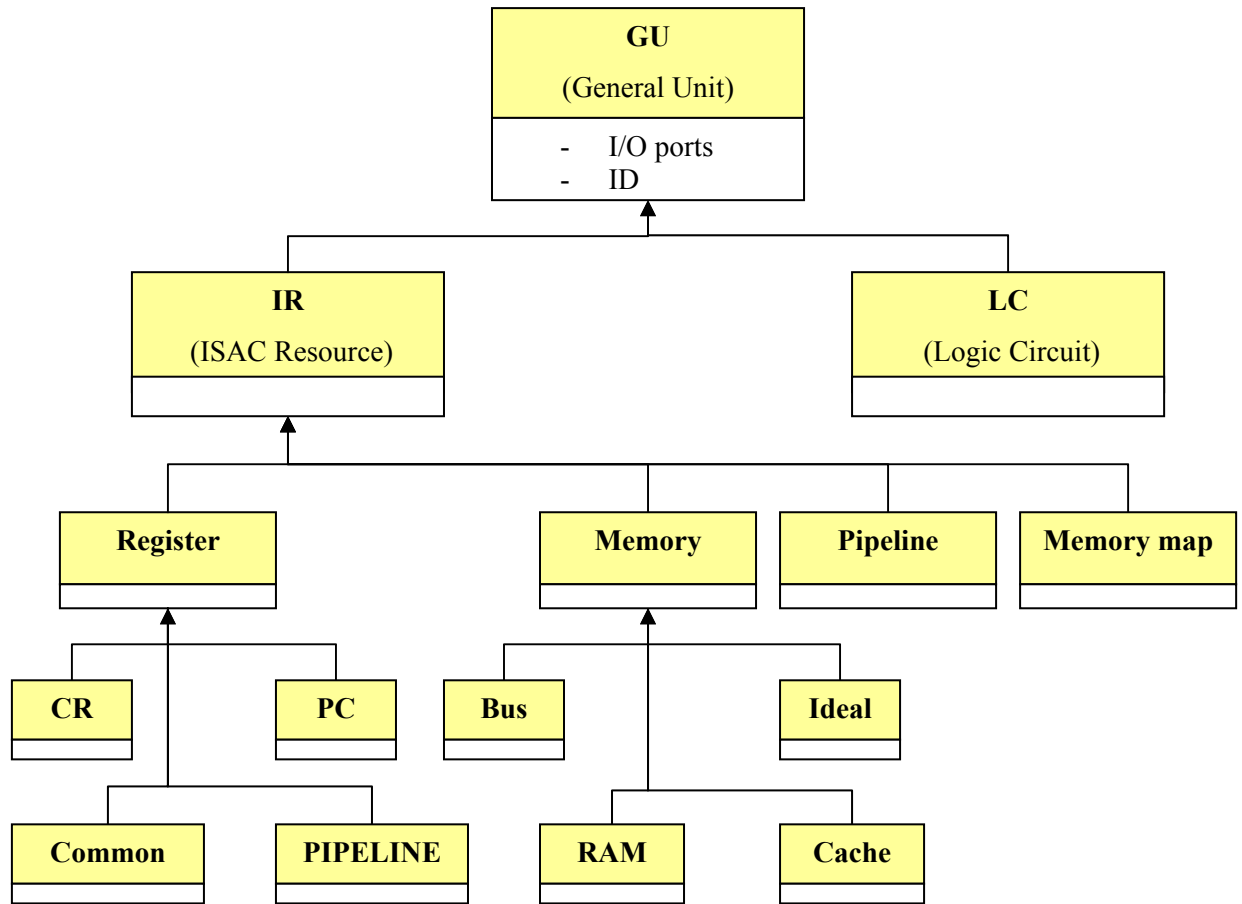 GU
(General Unit)
- I/O ports
- ID
IR
(ISAC Resource)
LC
(Logic Circuit)
Register
Memory
Pipeline
Memory map
CR
PC
Bus
Ideal
Common
PIPELINE
RAM
Cache